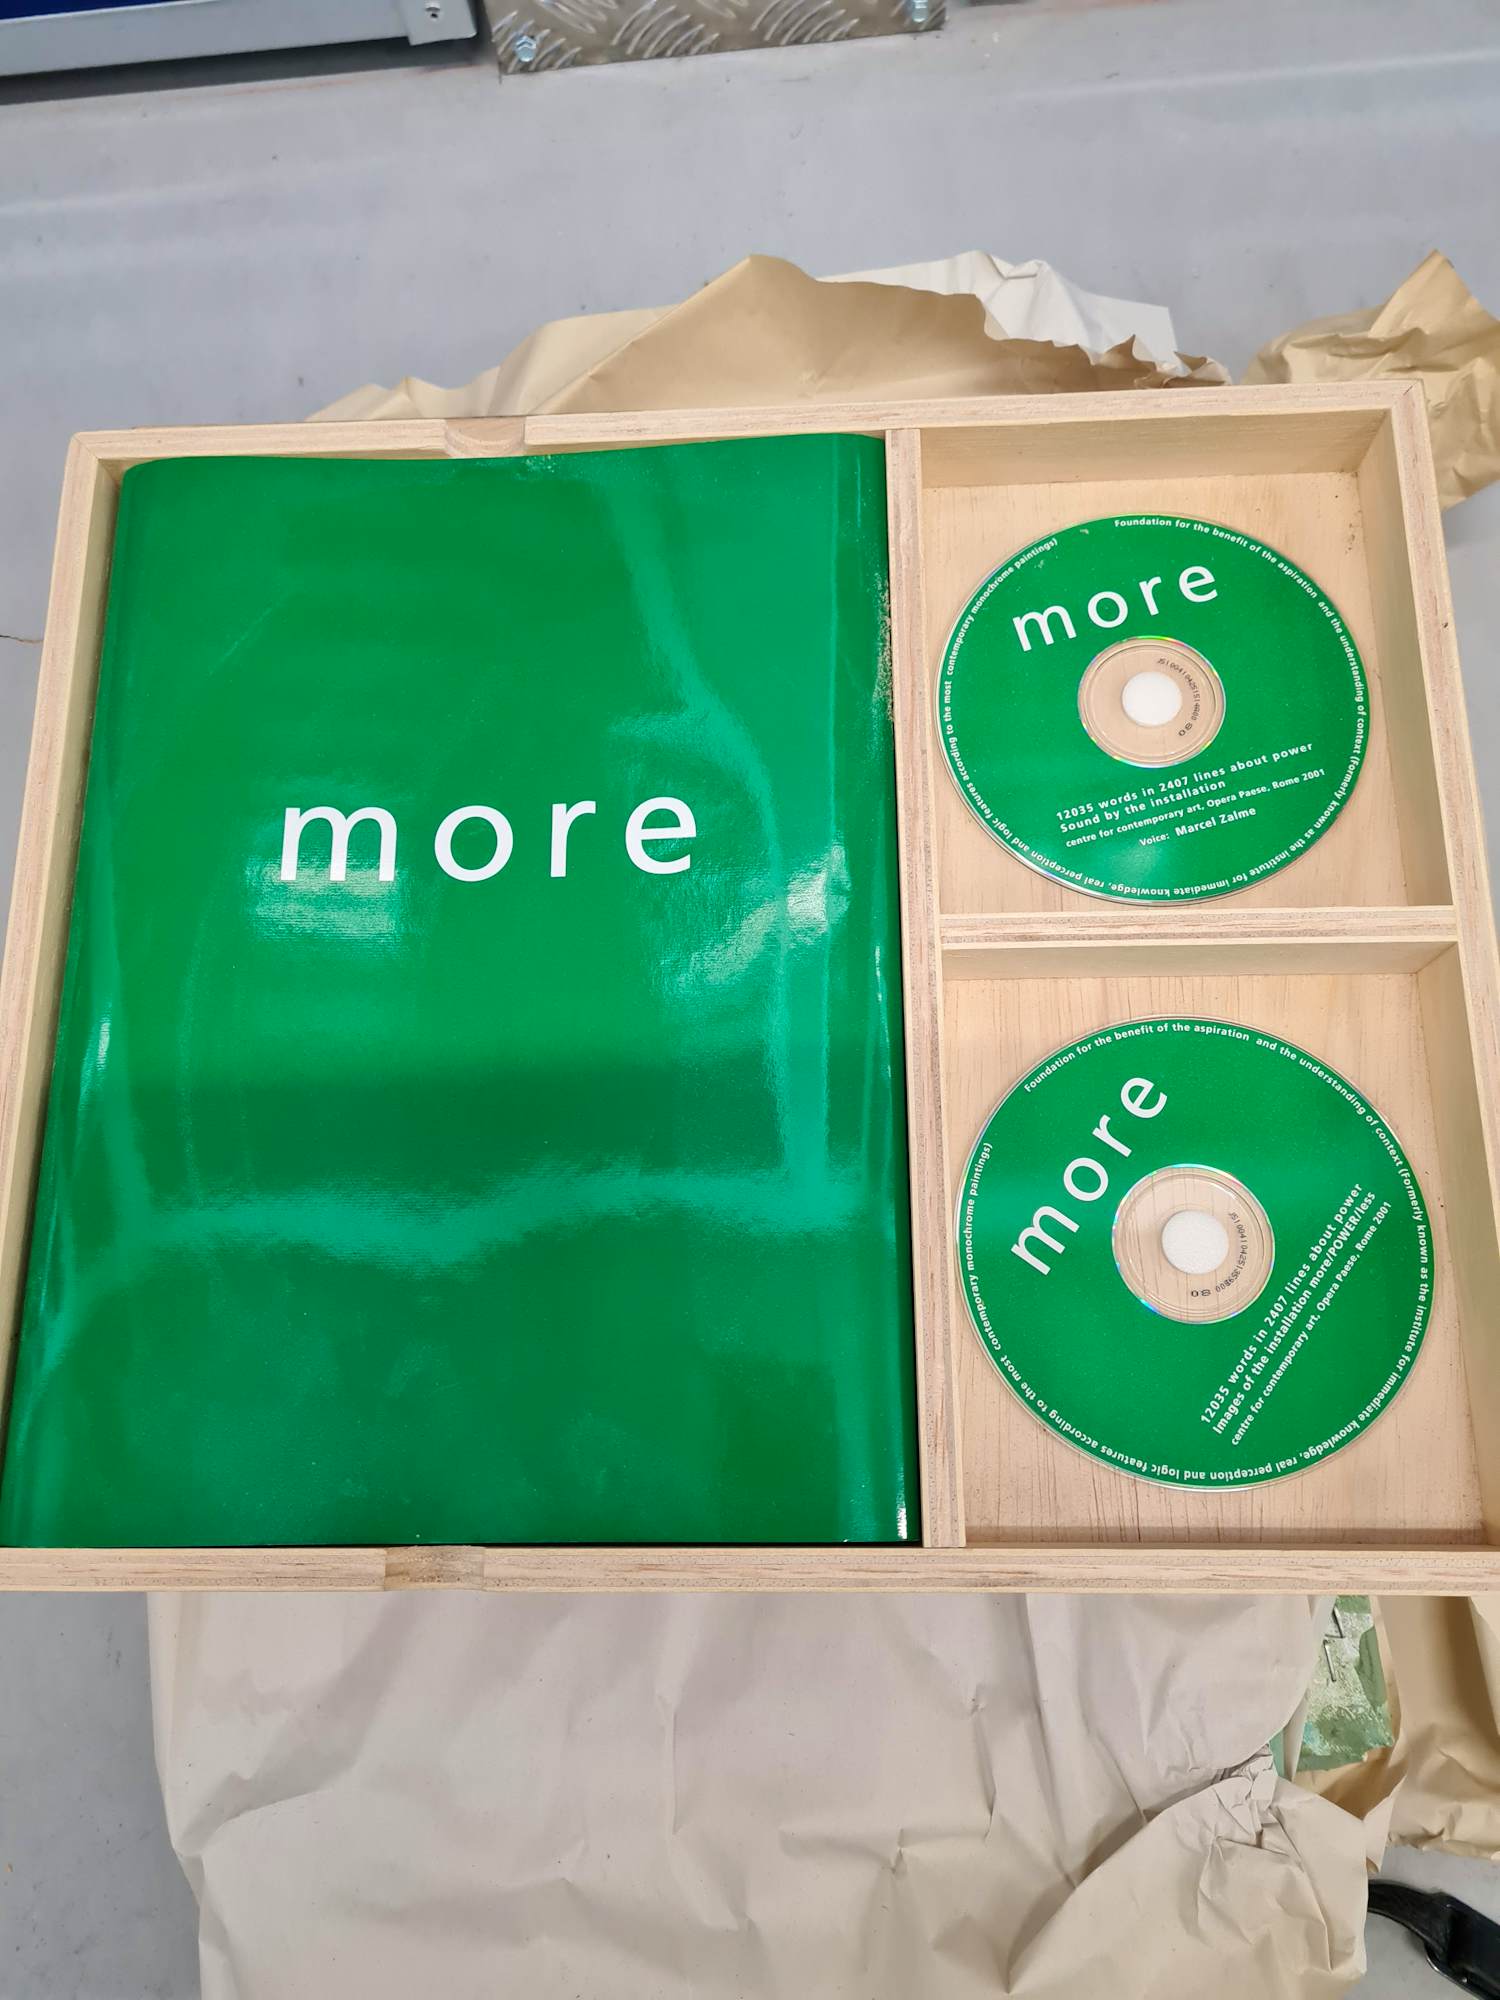 more
more
Foundation for the benefit of the aspiration and the understanding of context (formerly known as the institute for immediate knowledge, real perception and logic features according to the most contemporary monochrome paintings)
12035 words in 2407 lines about power
Sound by the installation
centre for contemporary art, Opera Paese, Rome 2001
Voice: Marcel Zalme
more
Foundation for the benefit of the aspiration and the understanding of context (Formerly known as the institute for immediate knowledge, real perception and logic features according to the most contemporary monochrome paintings)
12035 words in 2407 lines about power
Images of the installation more/POWER/less
centre for contemporary art, Opera Paese, Rome 2001